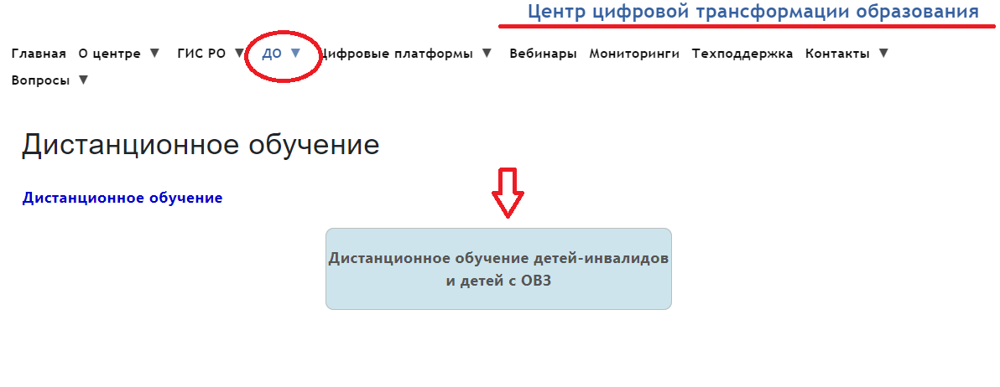 Центр цифровой трансформации образования
Главная О центре ▼ ГИС РО ▼ ДО ▼ Цифровые платформы ▼ Вебинары Мониторинги Техподдержка Контакты ▼
Вопросы ▼
Дистанционное обучение
Дистанционное обучение
Дистанционное обучение детей-инвалидов
и детей с ОВЗ